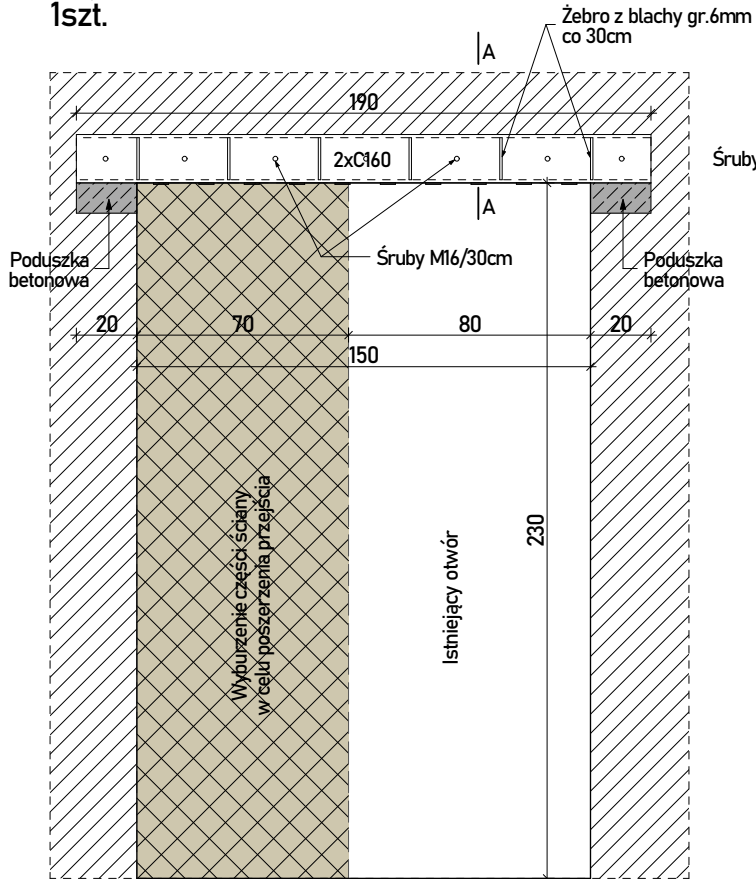 1szt.
Żebro z blachy gr.6mm
co 30cm
A
190
2xC160
Śruby
A
Poduszka
betonowa
Śruby M16/30cm
Poduszka
betonowa
20
70
80
20
150
Wyburzenie części ściany
w celu poszerzenia przejścia
Istniejący otwór
230